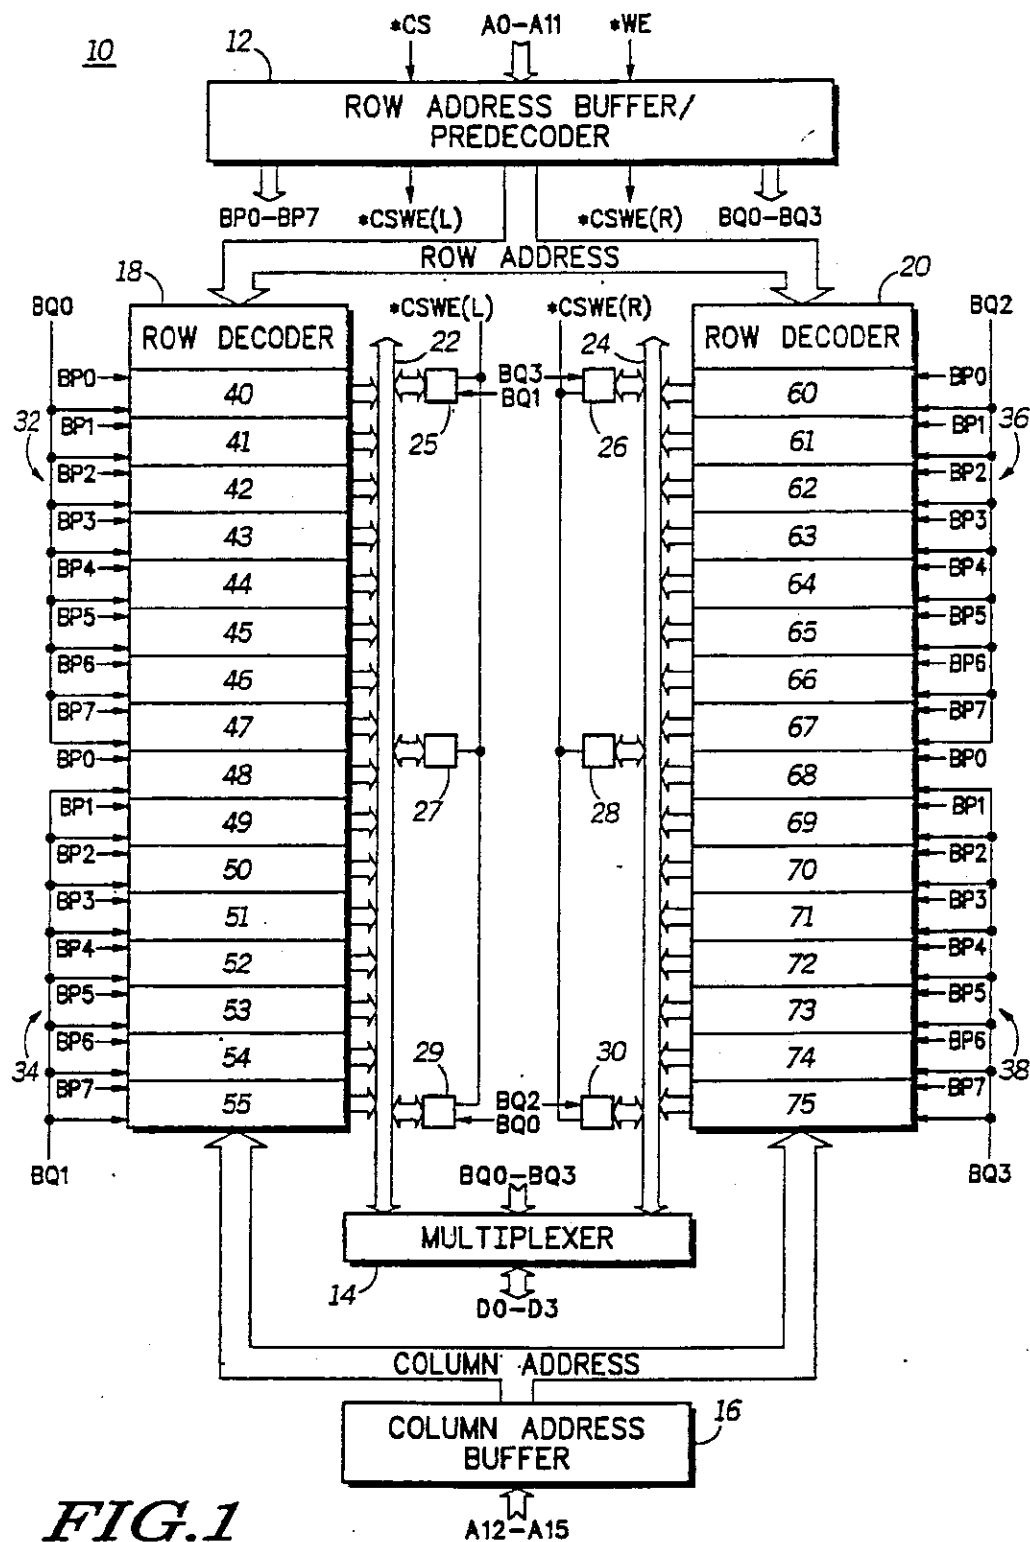 *CS A0-A11 *WE
10
12
ROW ADDRESS BUFFER/
PREDECODER
BP0-BP7 *CSWE(L) *CSWE(R) BQ0-BQ3
ROW ADDRESS
18 20
BQ0 *CSWE(L) *CSWE(R) BQ2
ROW DECODER 22 24 ROW DECODER
BP0 40 BQ3 60 BP0
BQ1
32 BP1 41 25 26 61 BP1 36
BP2 42 62 BP2
BP3 43 63 BP3
BP4 44 64 BP4
BP5 45 65 BP5
BP6 46 66 BP6
BP7 47 67 BP7
BP0 48 27 28 68 BP0
BP1 49 69 BP1
BP2 50 70 BP2
BP3 51 71 BP3
BP4 52 72 BP4
BP5 53 73 BP5
34 BP6 54 29 30 74 BP6 38
BP7 55 BQ2 75 BP7
BQ0
BQ1 BQ0-BQ3 BQ3
MULTIPLEXER
14
D0-D3
COLUMN ADDRESS
COLUMN ADDRESS
BUFFER
16
A12-A15
FIG.1